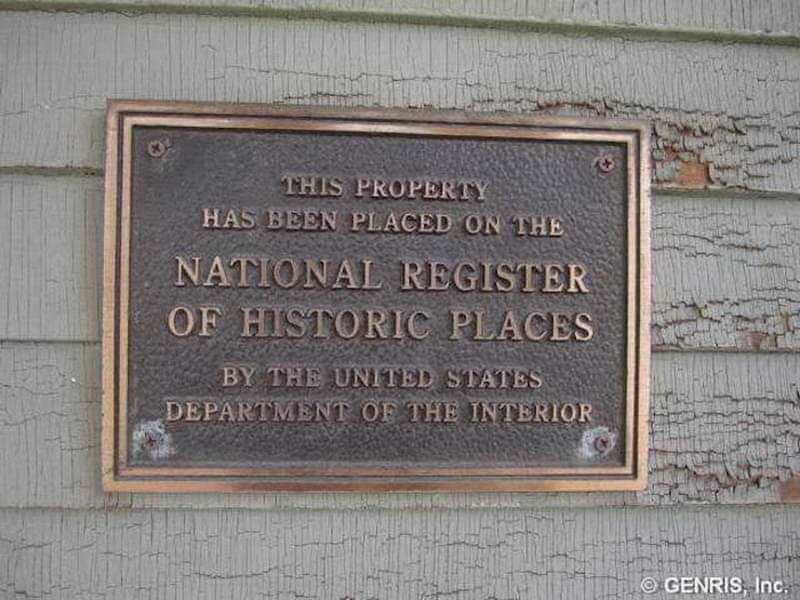 THIS PROPERTY
HAS BEEN PLACED ON THE
NATIONAL REGISTER
OF HISTORIC PLACES
BY THE UNITED STATES
DEPARTMENT OF THE INTERIOR
© GENRIS, Inc.